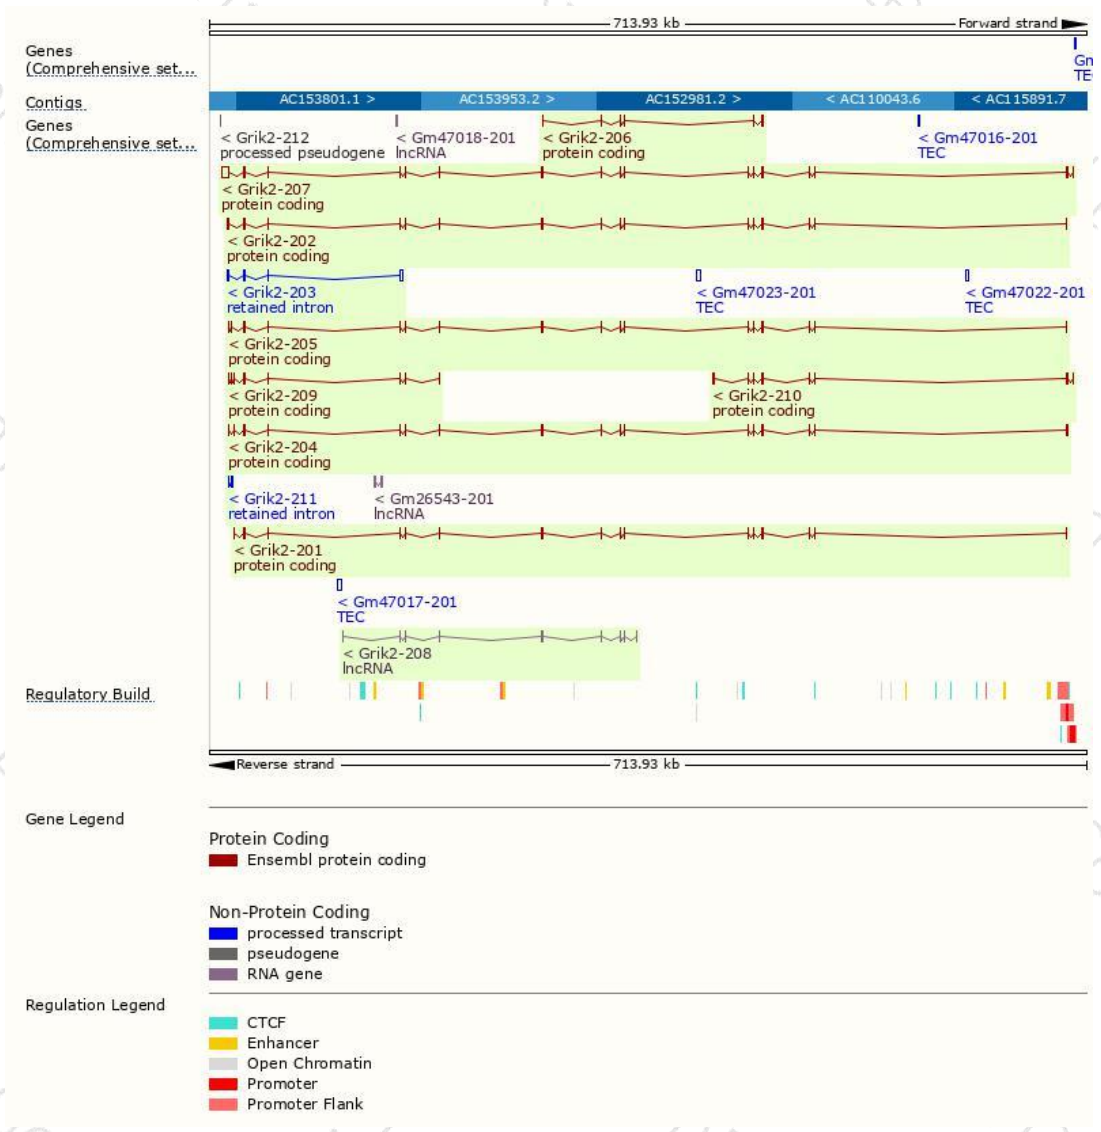 713.93 kb Forward strand
Genes
(Comprehensive set...
Gm
TEC
Contigs
AC153801.1 > AC153953.2 > AC152981.2 > < AC110043.6 < AC115891.7
Genes
(Comprehensive set...
< Grik2-212 < Gm47018-201 < Grik2-206 < Gm47016-201
processed pseudogene lncRNA protein coding TEC
< Grik2-207
protein coding
< Grik2-202
protein coding
< Grik2-203 < Gm47023-201 < Gm47022-201
retained intron TEC TEC
< Grik2-205
protein coding
< Grik2-209 < Grik2-210
protein coding protein coding
< Grik2-204
protein coding
< Grik2-211 < Gm26543-201
retained intron lncRNA
< Grik2-201
protein coding
< Gm47017-201
TEC
< Grik2-208
lncRNA
Regulatory Build
Reverse strand 713.93 kb
Gene Legend
Protein Coding
Ensembl protein coding
Non-Protein Coding
processed transcript
pseudogene
RNA gene
Regulation Legend
CTCF
Enhancer
Open Chromatin
Promoter
Promoter Flank